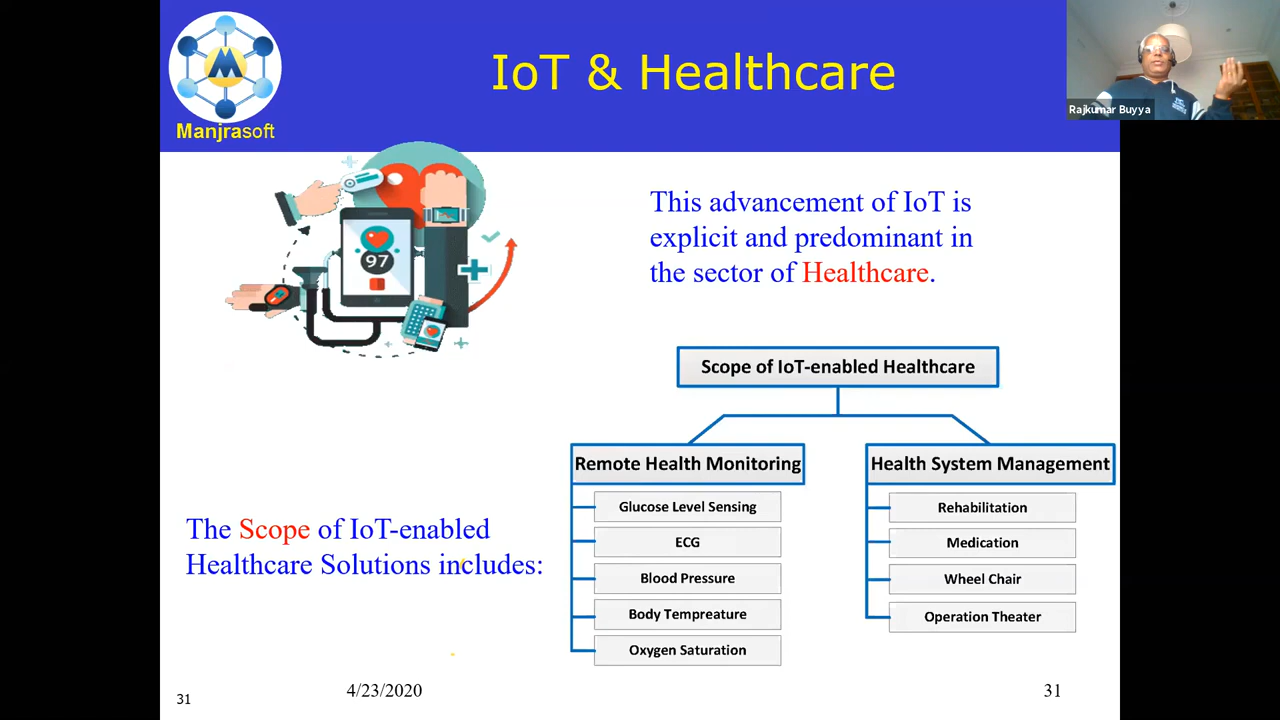 IoT & Healthcare
Manjrasoft
Rajkumar Buyya
97
This advancement of IoT is
explicit and predominant in
the sector of Healthcare.
The Scope of IoT-enabled
Healthcare Solutions includes:
Scope of IoT-enabled Healthcare
Remote Health Monitoring
Glucose Level Sensing
ECG
Blood Pressure
Body Tempreature
Oxygen Saturation
Health System Management
Rehabilitation
Medication
Wheel Chair
Operation Theater
31
4/23/2020
31